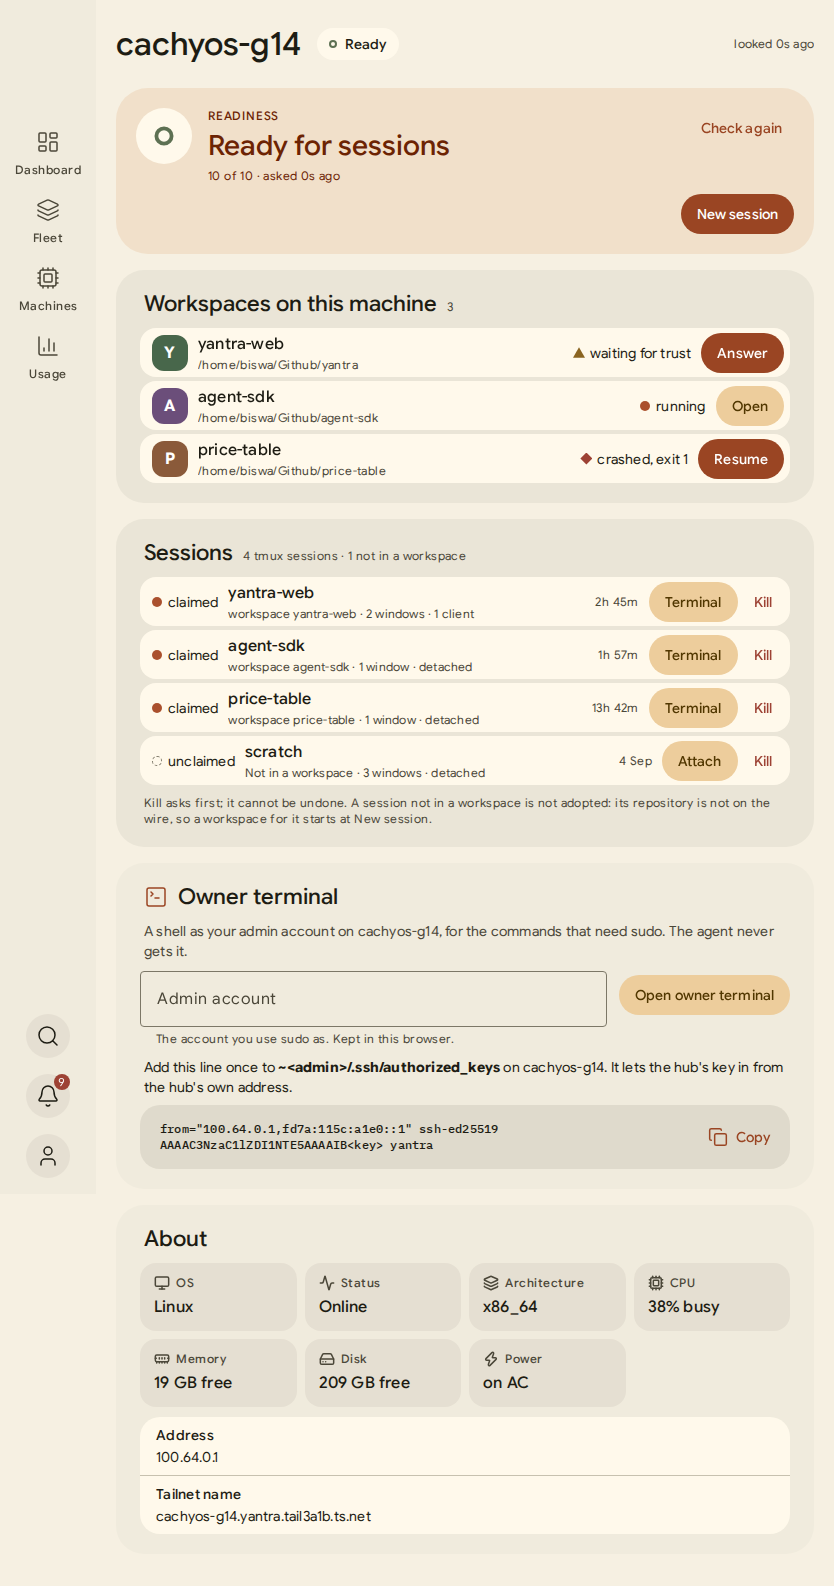 cachyos-g14
Ready
looked 0s ago
Dashboard
Fleet
Machines
Usage
9
READINESS
Ready for sessions
10 of 10 · asked 0s ago
Check again
New session
Workspaces on this machine 3
Y
yantra-web
/home/biswa/Github/yantra
waiting for trust
Answer
A
agent-sdk
/home/biswa/Github/agent-sdk
running
Open
P
price-table
/home/biswa/Github/price-table
crashed, exit 1
Resume
Sessions 4 tmux sessions · 1 not in a workspace
claimed
yantra-web
workspace yantra-web · 2 windows · 1 client
2h 45m
Terminal
Kill
claimed
agent-sdk
workspace agent-sdk · 1 window · detached
1h 57m
Terminal
Kill
claimed
price-table
workspace price-table · 1 window · detached
13h 42m
Terminal
Kill
unclaimed
scratch
Not in a workspace · 3 windows · detached
4 Sep
Attach
Kill
Kill asks first; it cannot be undone. A session not in a workspace is not adopted: its repository is not on the
wire, so a workspace for it starts at New session.
Owner terminal
A shell as your admin account on cachyos-g14, for the commands that need sudo. The agent never
gets it.
Admin account
Open owner terminal
The account you use sudo as. Kept in this browser.
Add this line once to ~<admin>/.ssh/authorized_keys on cachyos-g14. It lets the hub's key in from
the hub's own address.
from="100.64.0.1,fd7a:115c:a1e0::1" ssh-ed25519
AAAAC3NzaC1lZDI1NTE5AAAAIB<key> yantra
Copy
About
OS
Linux
Status
Online
Architecture
x86_64
CPU
38% busy
Memory
19 GB free
Disk
209 GB free
Power
on AC
Address
100.64.0.1
Tailnet name
cachyos-g14.yantra.tail3a1b.ts.net